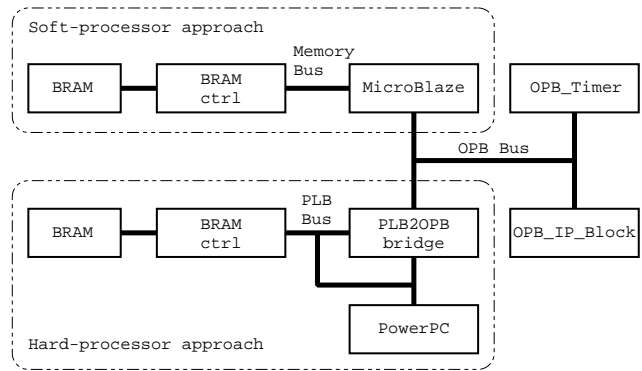 Soft-processor approach
Memory
Bus
BRAM
BRAM
ctrl
MicroBlaze
OPB_Timer
OPB Bus
PLB
Bus
BRAM
BRAM
ctrl
PLB2OPB
bridge
OPB_IP_Block
PowerPC
Hard-processor approach